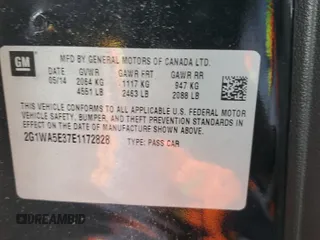 GM
MFD BY GENERAL MOTORS OF CANADA LTD.
DATE GVWR GAWR FRT GAWR RR
05/14 2064 KG 1117 KG 947 KG
4551 LB 2463 LB 2088 LB
THIS VEHICLE CONFORMS TO ALL APPLICABLE U.S. FEDERAL MOTOR
VEHICLE SAFETY, BUMPER, AND THEFT PREVENTION STANDARDS IN
EFFECT ON THE DATE OF MANUFACTURE SHOWN ABOVE.
2G1WA5E37E1172828 TYPE: PASS CAR
DREAMBID